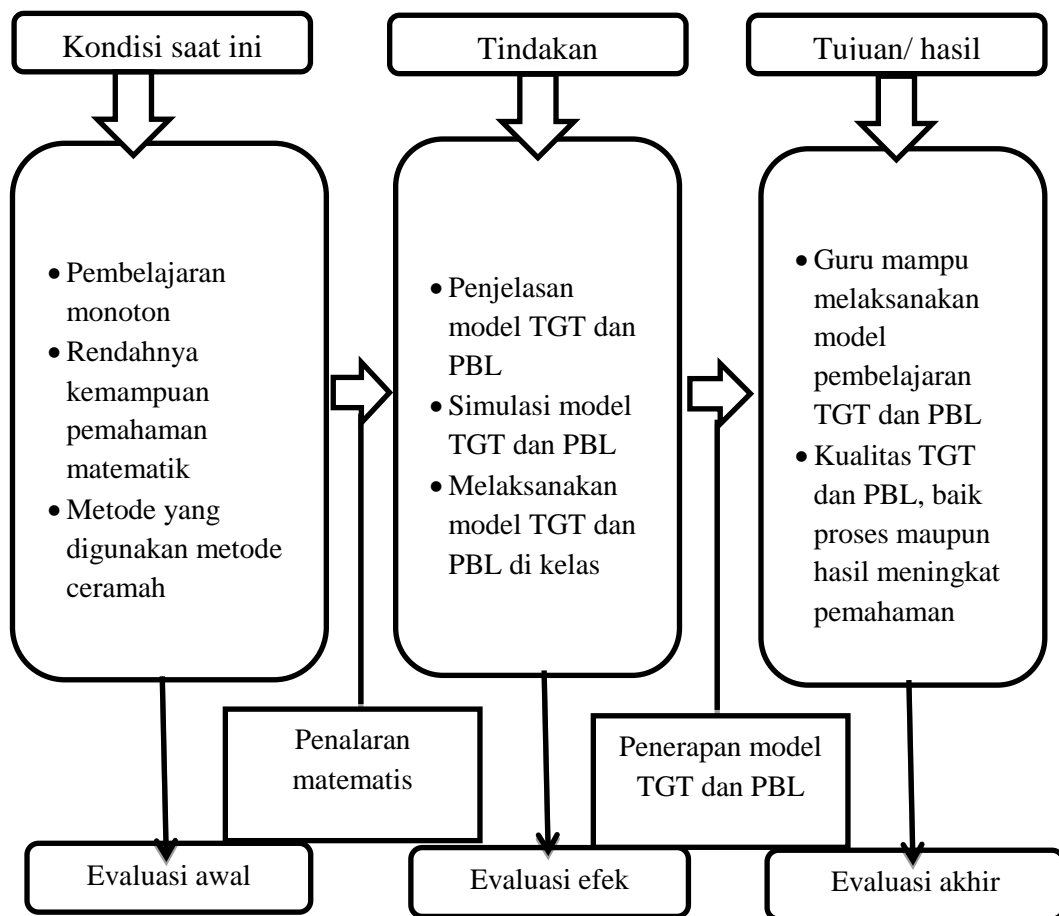 Kondisi saat ini
Tindakan
Tujuan/ hasil
• Pembelajaran
monoton
• Rendahnya
kemampuan
pemahaman
matematik
• Metode yang
digunakan metode
ceramah
• Penjelasan
model TGT dan
PBL
• Simulasi model
TGT dan PBL
• Melaksanakan
model TGT dan
PBL di kelas
• Guru mampu
melaksanakan
model
pembelajaran
TGT dan PBL
• Kualitas TGT
dan PBL, baik
proses maupun
hasil meningkat
pemahaman
Penalaran
matematis
Penerapan model
TGT dan PBL
Evaluasi awal
Evaluasi efek
Evaluasi akhir